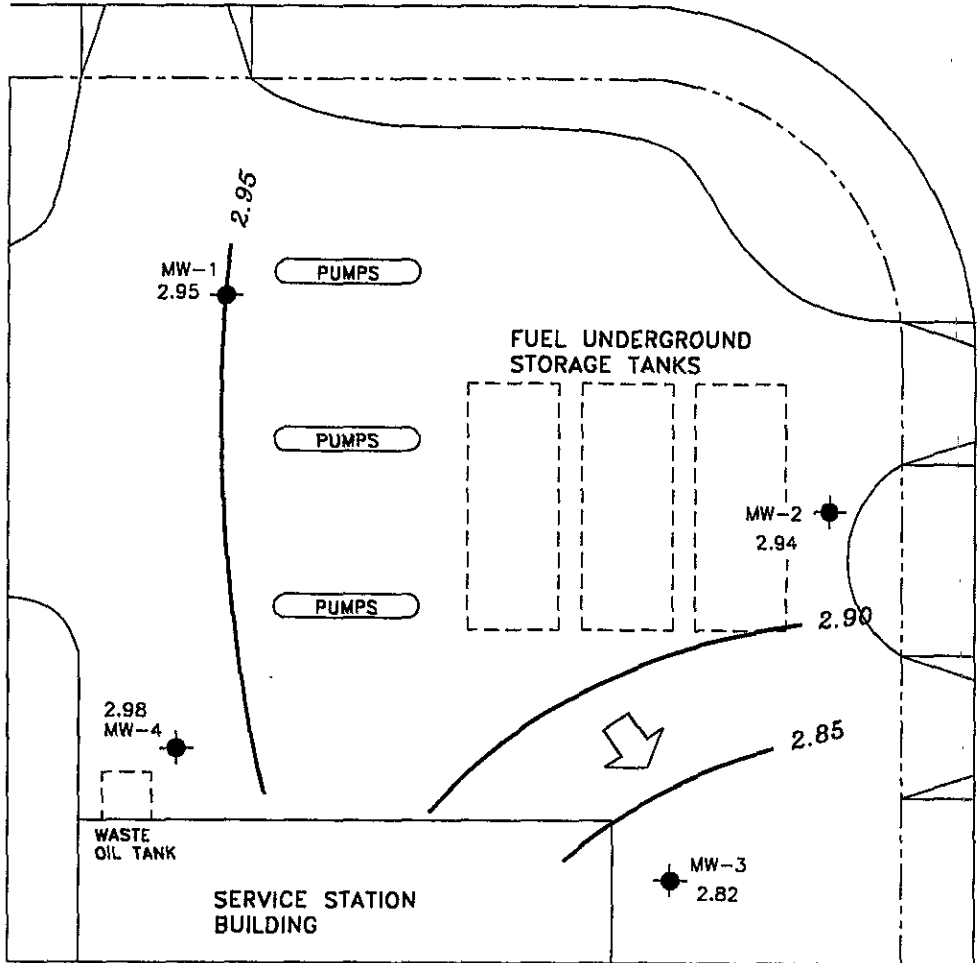 2.95
MW-1
2.95
PUMPS
FUEL UNDERGROUND
STORAGE TANKS
PUMPS
MW-2
2.94
PUMPS
2.90
2.98
MW-4
2.85
WASTE
OIL TANK
MW-3
2.82
SERVICE STATION
BUILDING